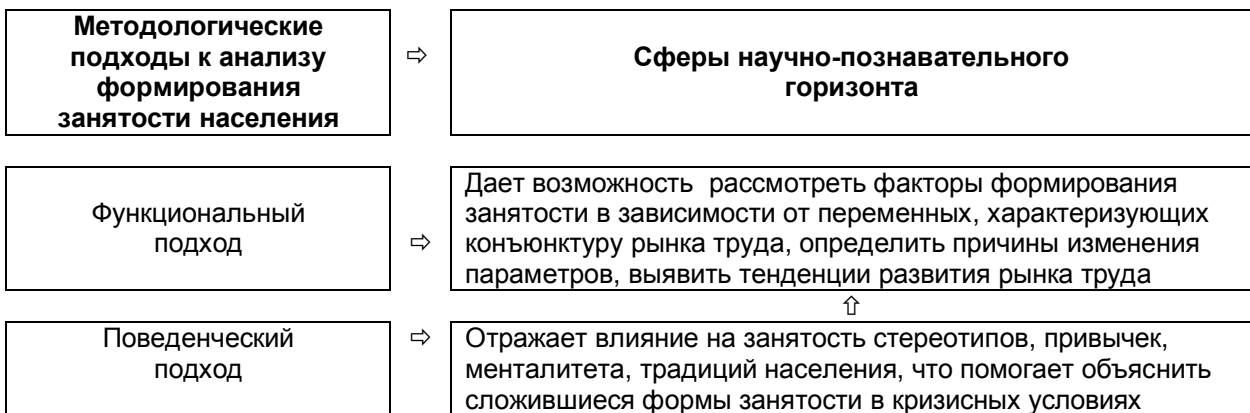 Методологические
подходы к анализу
формирования
занятости населения
⇨
Сферы научно-познавательного
горизонта
Функциональный
подход
⇨
Дает возможность рассмотреть факторы формирования
занятости в зависимости от переменных, характеризующих
конъюнктуру рынка труда, определить причины изменения
параметров, выявить тенденции развития рынка труда
⇧
Поведенческий
подход
⇨
Отражает влияние на занятость стереотипов, привычек,
менталитета, традиций населения, что помогает объяснить
сложившиеся формы занятости в кризисных условиях